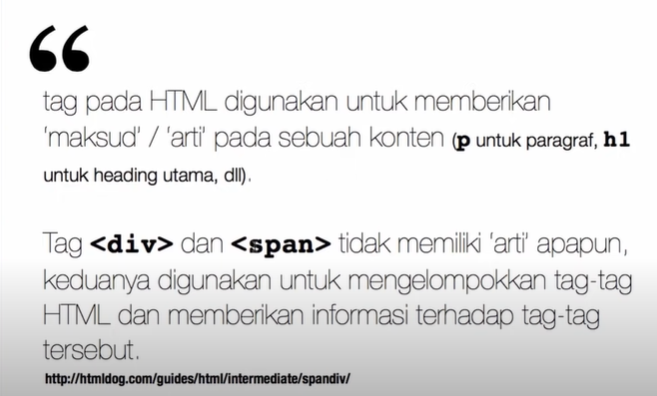 “
tag pada HTML digunakan untuk memberikan
'maksud' / 'arti' pada sebuah konten (p untuk paragraf, h1
untuk heading utama, dll).
Tag <div> dan <span> tidak memiliki 'arti' apapun,
keduanya digunakan untuk mengelompokkan tag-tag
HTML dan memberikan informasi terhadap tag-tag
tersebut.
http://htmldog.com/guides/html/intermediate/spandiv/